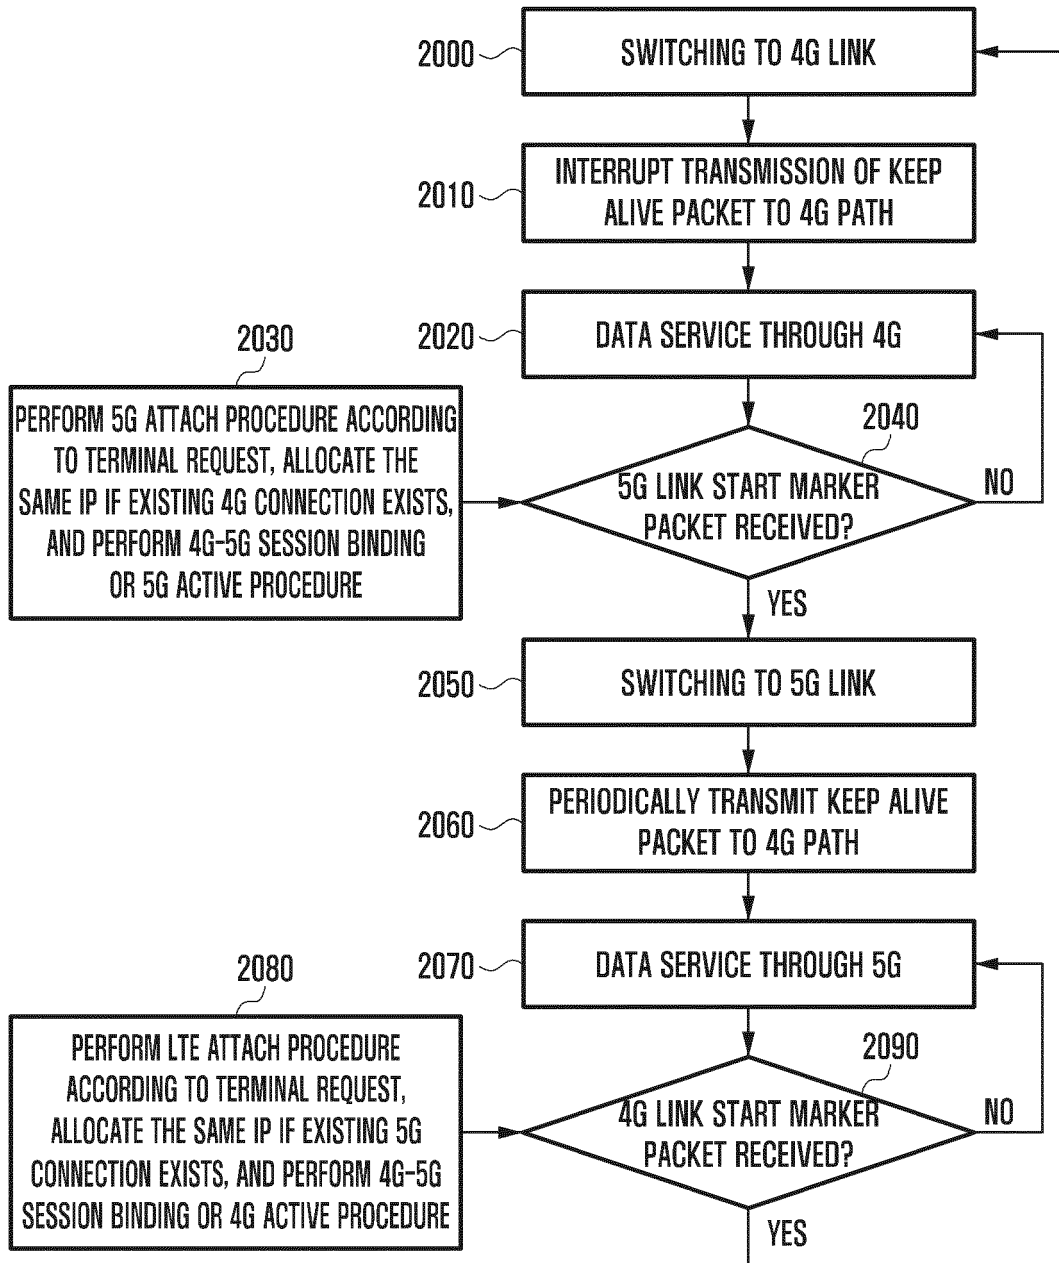 2000
SWITCHING TO 4G LINK
2010
INTERRUPT TRANSMISSION OF KEEP
ALIVE PACKET TO 4G PATH
2020
DATA SERVICE THROUGH 4G
2030
PERFORM 5G ATTACH PROCEDURE ACCORDING
TO TERMINAL REQUEST, ALLOCATE THE
SAME IP IF EXISTING 4G CONNECTION EXISTS,
AND PERFORM 4G-5G SESSION BINDING
OR 5G ACTIVE PROCEDURE
2040
5G LINK START MARKER
PACKET RECEIVED?
NO
YES
2050
SWITCHING TO 5G LINK
2060
PERIODICALLY TRANSMIT KEEP ALIVE
PACKET TO 4G PATH
2070
DATA SERVICE THROUGH 5G
2080
PERFORM LTE ATTACH PROCEDURE
ACCORDING TO TERMINAL REQUEST,
ALLOCATE THE SAME IP IF EXISTING 5G
CONNECTION EXISTS, AND PERFORM 4G-5G
SESSION BINDING OR 4G ACTIVE PROCEDURE
2090
4G LINK START MARKER
PACKET RECEIVED?
NO
YES